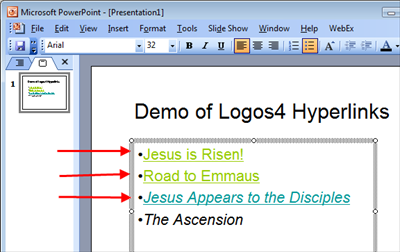 Microsoft PowerPoint - [Presentation1]
File Edit View Insert Format Tools Slide Show Help WebEx
Arial 32 B I U S
1
Demo of Logos4 Hyperlinks
•Jesus is Risen!
•Road to Emmaus
•Jesus Appears to the Disciples
•The Ascension